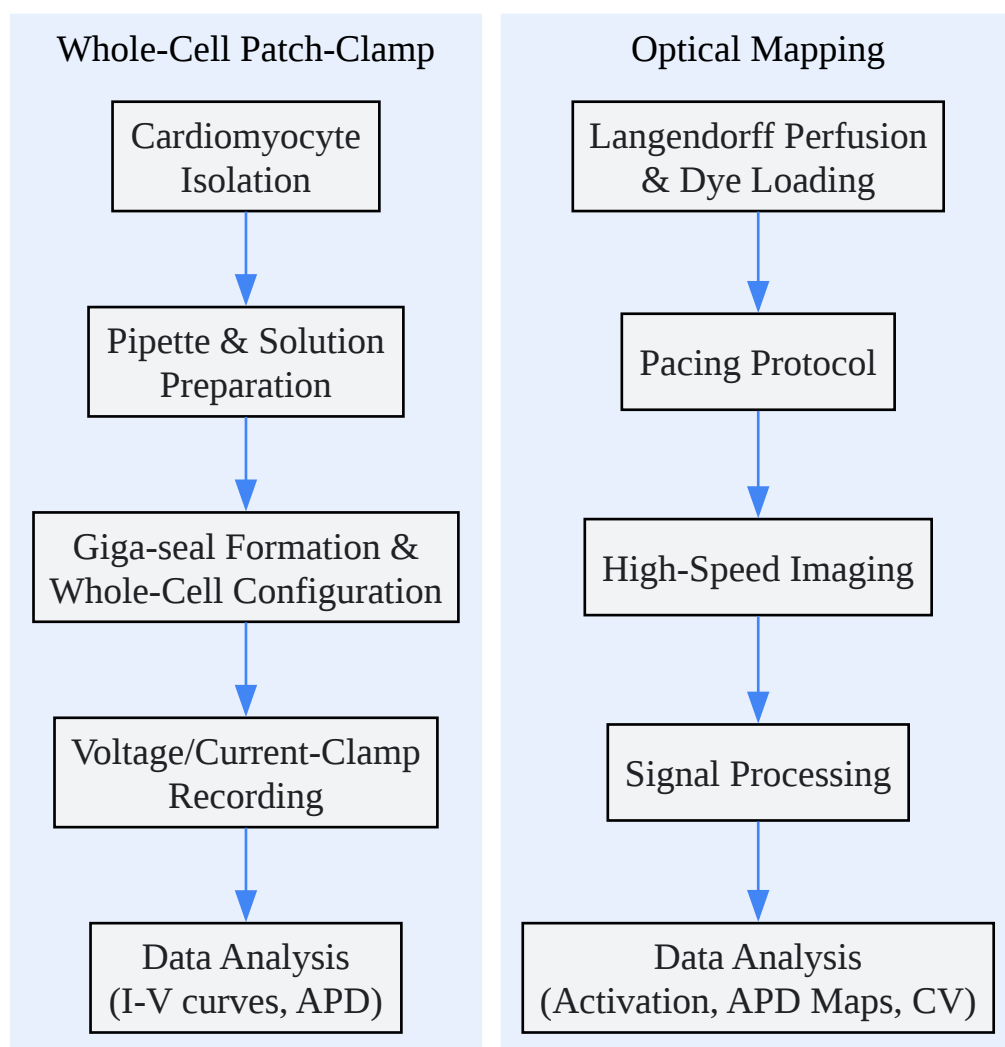 Whole-Cell Patch-Clamp
Cardiomyocyte
Isolation
Pipette & Solution
Preparation
Giga-seal Formation &
Whole-Cell Configuration
Voltage/Current-Clamp
Recording
Data Analysis
(I-V curves, APD)
Optical Mapping
Langendorff Perfusion
& Dye Loading
Pacing Protocol
High-Speed Imaging
Signal Processing
Data Analysis
(Activation, APD Maps, CV)